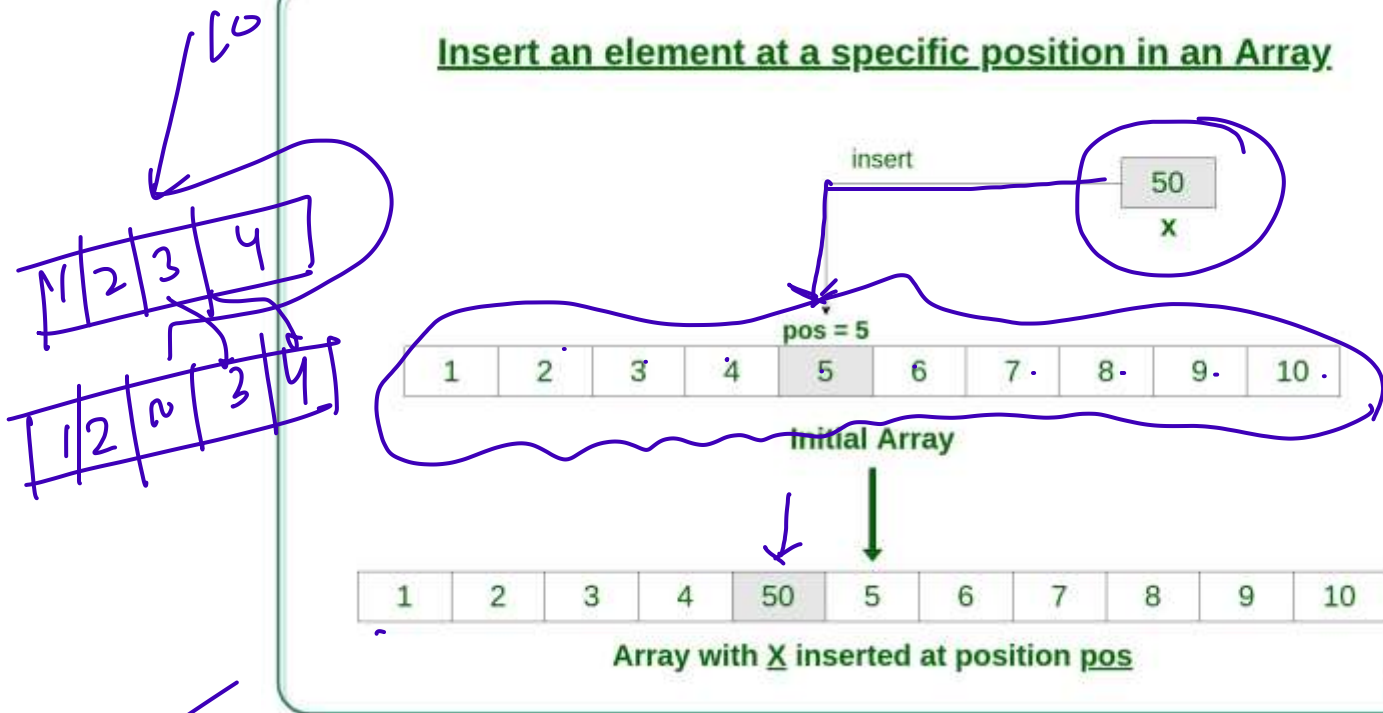 10
Insert an element at a specific position in an Array
insert
50
x
1 2 3 4
pos = 5
1 2 3 4 5 6 7 8 9 10
1 2 3 4
Initial Array
1 2 3 4 50 5 6 7 8 9 10
Array with X inserted at position pos